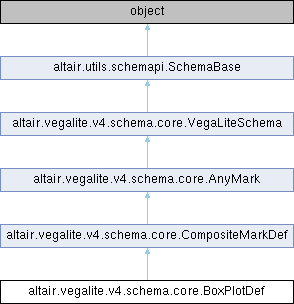 object
altair.utils.schemapi.SchemaBase
altair.vegalite.v4.schema.core.VegaLiteSchema
altair.vegalite.v4.schema.core.AnyMark
altair.vegalite.v4.schema.core.CompositeMarkDef
altair.vegalite.v4.schema.core.BoxPlotDef